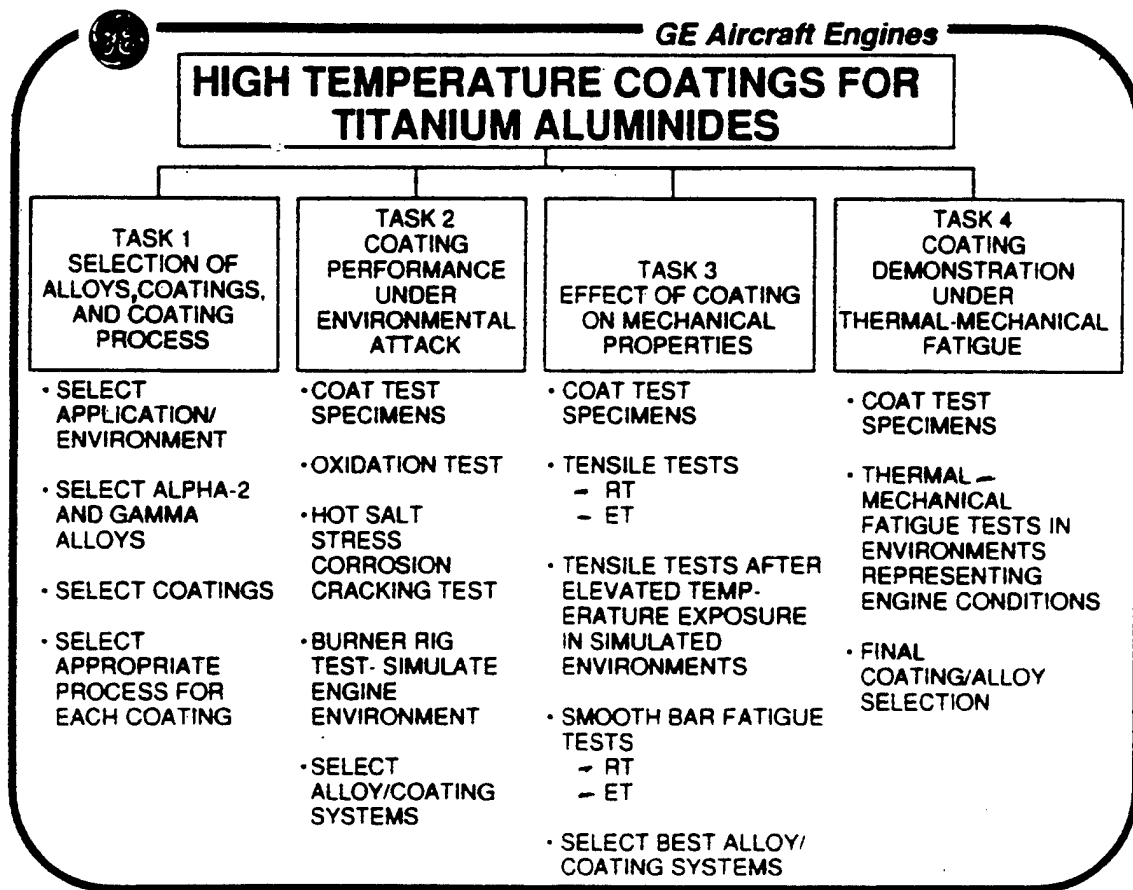 GE Aircraft Engines
HIGH TEMPERATURE COATINGS FOR
TITANIUM ALUMINIDES
TASK 1
SELECTION OF
ALLOYS,COATINGS,
AND COATING
PROCESS
· SELECT
APPLICATION/
ENVIRONMENT
· SELECT ALPHA-2
AND GAMMA
ALLOYS
· SELECT COATINGS
· SELECT
APPROPRIATE
PROCESS FOR
EACH COATING
TASK 2
COATING
PERFORMANCE
UNDER
ENVIRONMENTAL
ATTACK
·COAT TEST
SPECIMENS
·OXIDATION TEST
·HOT SALT
STRESS
CORROSION
CRACKING TEST
·BURNER RIG
TEST- SIMULATE
ENGINE
ENVIRONMENT
·SELECT
ALLOY/COATING
SYSTEMS
TASK 3
EFFECT OF COATING
ON MECHANICAL
PROPERTIES
· COAT TEST
SPECIMENS
· TENSILE TESTS
– RT
– ET
· TENSILE TESTS AFTER
ELEVATED TEMP-
ERATURE EXPOSURE
IN SIMULATED
ENVIRONMENTS
· SMOOTH BAR FATIGUE
TESTS
– RT
– ET
· SELECT BEST ALLOY/
COATING SYSTEMS
TASK 4
COATING
DEMONSTRATION
UNDER
THERMAL-MECHANICAL
FATIGUE
· COAT TEST
SPECIMENS
· THERMAL –
MECHANICAL
FATIGUE TESTS IN
ENVIRONMENTS
REPRESENTING
ENGINE CONDITIONS
· FINAL
COATING/ALLOY
SELECTION